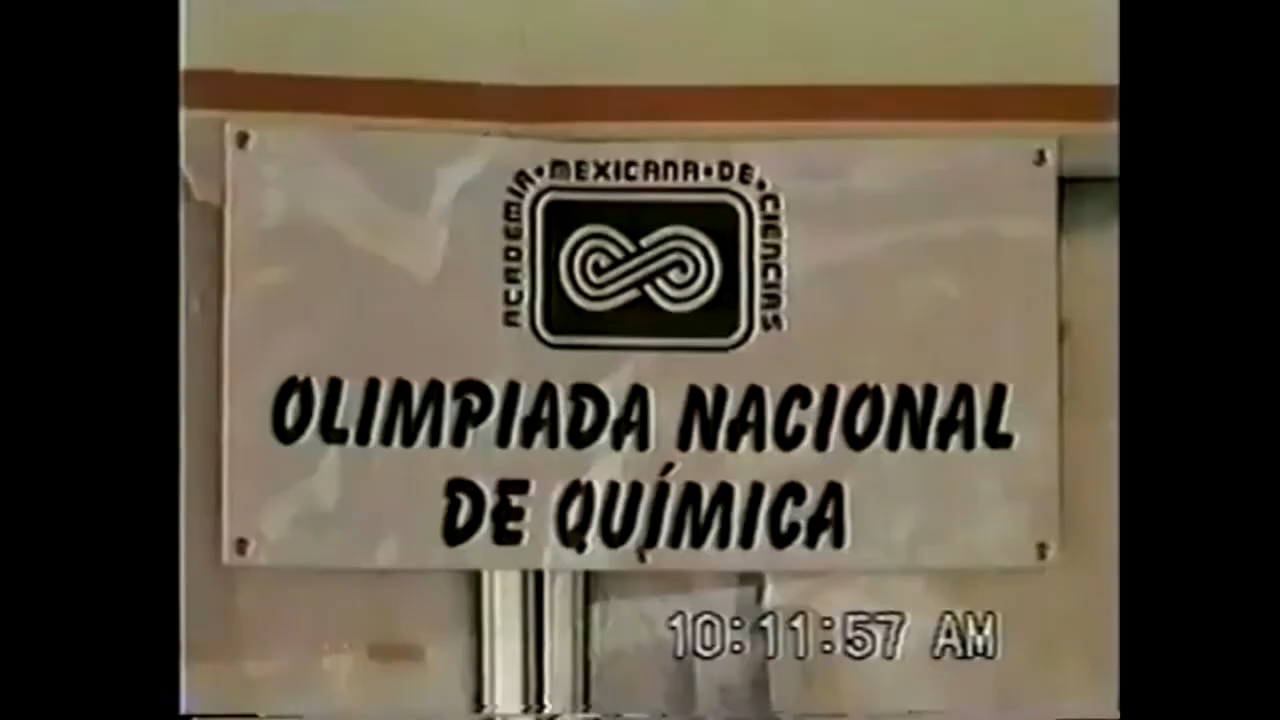 ACADEMIA•MEXICANA•DE•CIENCIAS
OLIMPIADA NACIONAL
DE QUÍMICA
10:11:57 AM